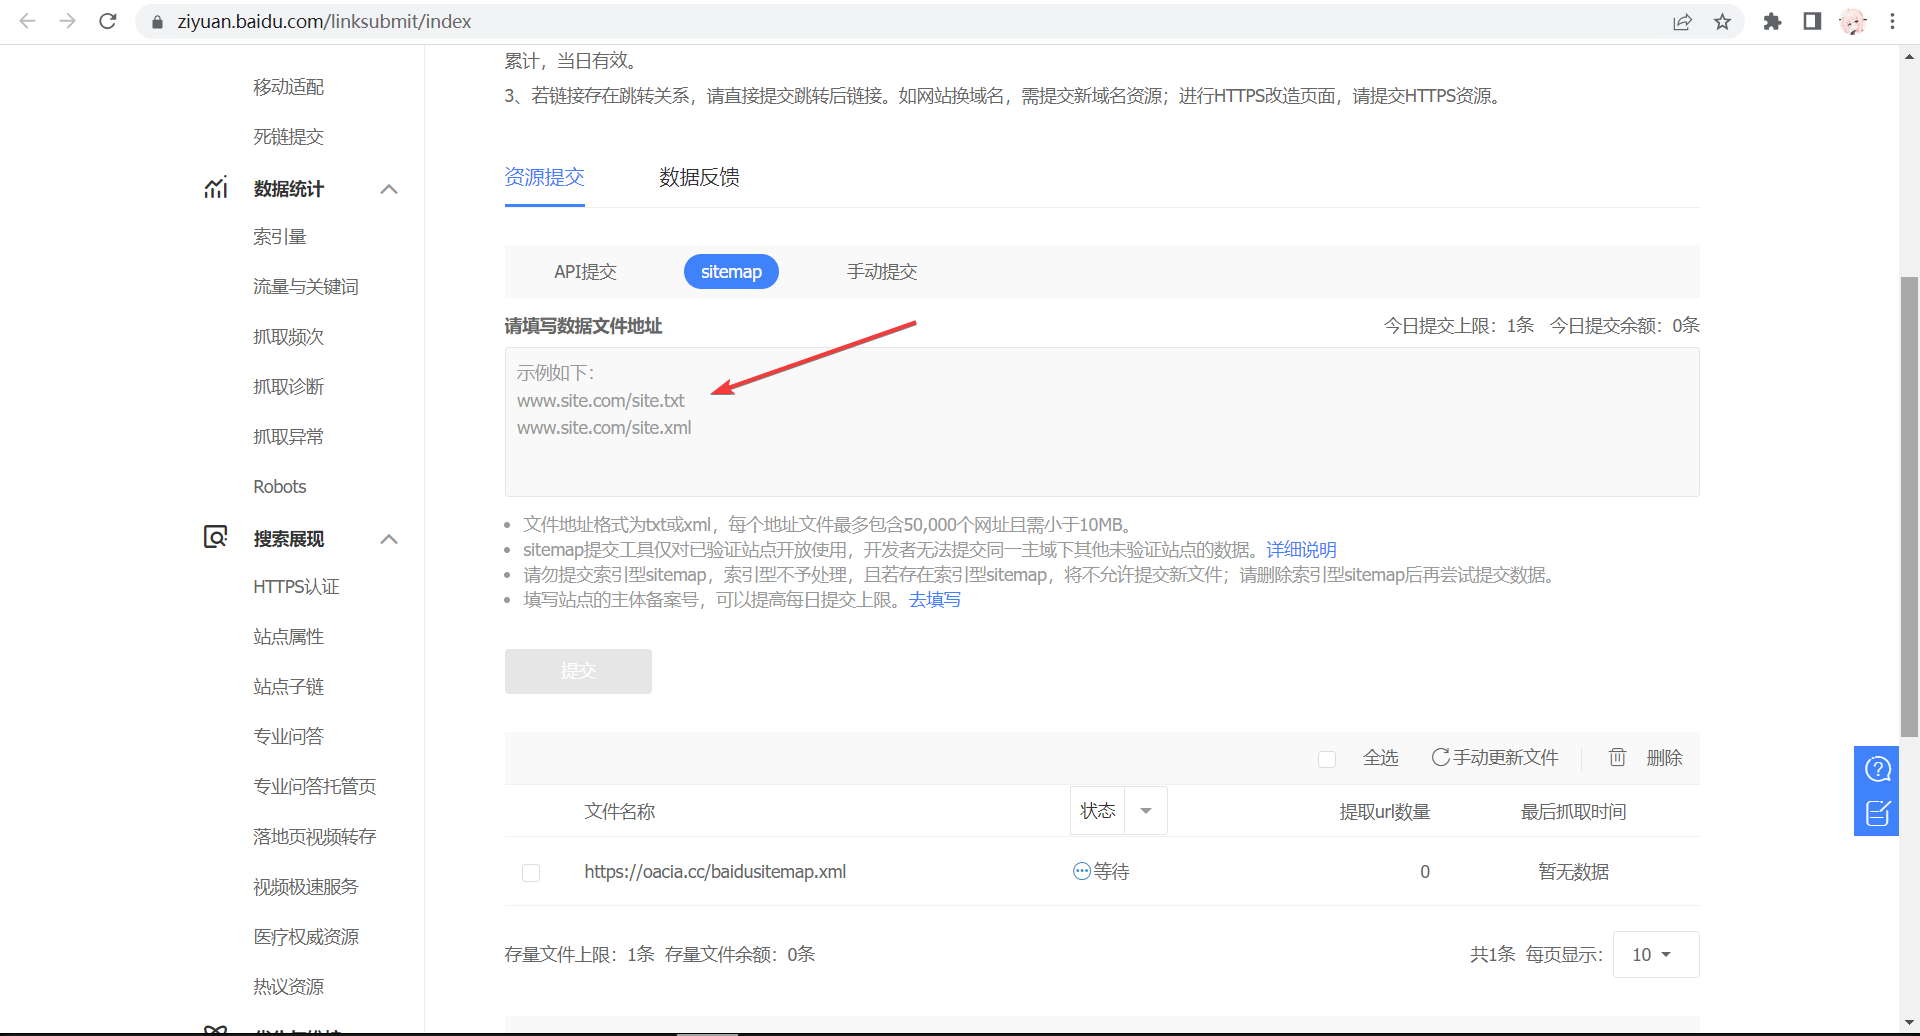 ziyuan.baidu.com/linksubmit/index
移动适配
死链提交
数据统计
索引量
流量与关键词
抓取频次
抓取诊断
抓取异常
Robots
搜索展现
HTTPS认证
站点属性
站点子链
专业问答
专业问答托管页
落地页视频转存
视频极速服务
医疗权威资源
热议资源
累计，当日有效。
3、若链接存在跳转关系，请直接提交跳转后链接。如网站换域名，需提交新域名资源；进行HTTPS改造页面，请提交HTTPS资源。
资源提交 数据反馈
API提交 sitemap 手动提交
请填写数据文件地址 今日提交上限：1条 今日提交余额：0条
示例如下：
www.site.com/site.txt
www.site.com/site.xml
文件地址格式为txt或xml，每个地址文件最多包含50,000个网址且需小于10MB。
sitemap提交工具仅对已验证站点开放使用，开发者无法提交同一主域下其他未验证站点的数据。详细说明
请勿提交索引型sitemap，索引型不予处理，且若存在索引型sitemap，将不允许提交新文件；请删除索引型sitemap后再尝试提交数据。
填写站点的主体备案号，可以提高每日提交上限。去填写
提交
全选 手动更新文件 删除
文件名称 状态 提取url数量 最后抓取时间
https://oacia.cc/baidusitemap.xml 等待 0 暂无数据
存量文件上限：1条 存量文件余额：0条 共1条 每页显示： 10